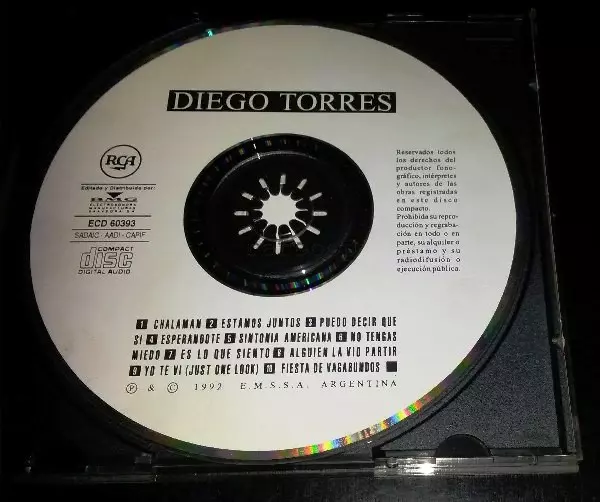 DIEGO TORRES
RCA
Editado y Distribuido por:
BMG
ECD 60393
SADAIC - AADI - CAPIF
COMPACT
disc
DIGITAL AUDIO
Reservados todos
los derechos del
productor fono-
gráfico, intérpretes
y autores de las
obras registradas
en este disco
compacto.
Prohibida su repro-
ducción y regraba-
ción en todo o en
parte, su alquiler o
préstamo y su
radiodifusión o
ejecución pública.
1 CHALAMAN 2 ESTAMOS JUNTOS 3 PUEDO DECIR QUE
SI 4 ESPERANDOTE 5 SINTONIA AMERICANA 6 NO TENGAS
MIEDO 7 ES LO QUE SIENTO 8 ALGUIEN LA VIO PARTIR
9 YO TE VI (JUST ONE LOOK) 10 FIESTA DE VAGABUNDOS
℗ & © 1992 E.M.S.S.A. ARGENTINA